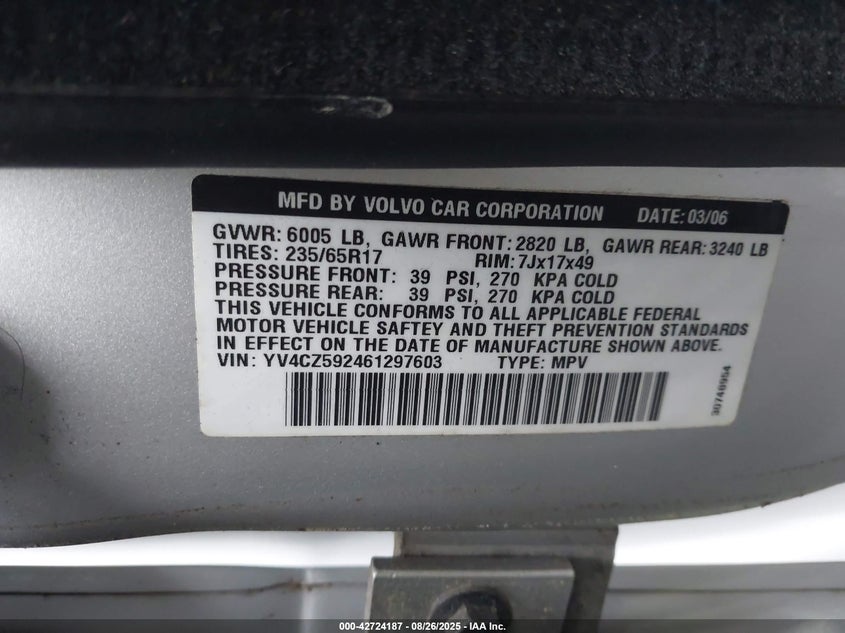 MFD BY VOLVO CAR CORPORATION DATE: 03/06
GVWR: 6005 LB, GAWR FRONT: 2820 LB, GAWR REAR: 3240 LB
TIRES: 235/65R17 RIM: 7Jx17x49
PRESSURE FRONT: 39 PSI, 270 KPA COLD
PRESSURE REAR: 39 PSI, 270 KPA COLD
THIS VEHICLE CONFORMS TO ALL APPLICABLE FEDERAL
MOTOR VEHICLE SAFTEY AND THEFT PREVENTION STANDARDS
IN EFFECT ON THE DATE OF MANUFACTURE SHOWN ABOVE.
VIN: YV4CZ592461297603 TYPE: MPV
30740954
000-42724187 - 08/26/2025 - IAA Inc.